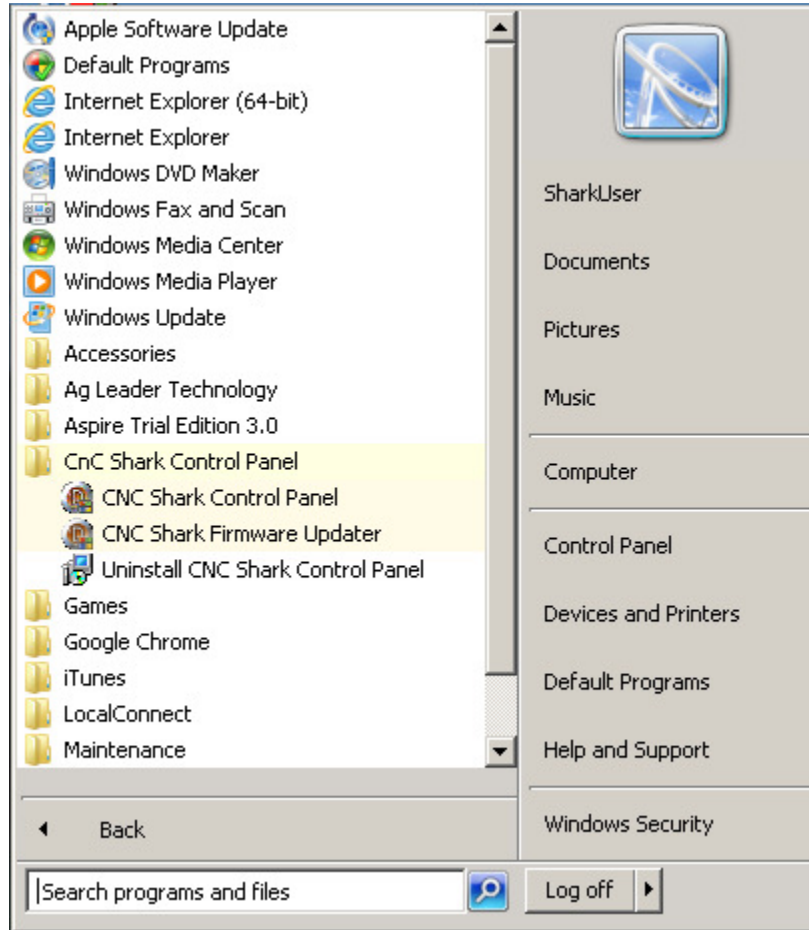 Apple Software Update
Default Programs
Internet Explorer (64-bit)
Internet Explorer
Windows DVD Maker
Windows Fax and Scan
Windows Media Center
Windows Media Player
Windows Update
Accessories
Ag Leader Technology
Aspire Trial Edition 3.0
CnC Shark Control Panel
CNC Shark Control Panel
CNC Shark Firmware Updater
Uninstall CNC Shark Control Panel
Games
Google Chrome
iTunes
LocalConnect
Maintenance
Back
Search programs and files
SharkUser
Documents
Pictures
Music
Computer
Control Panel
Devices and Printers
Default Programs
Help and Support
Windows Security
Log off